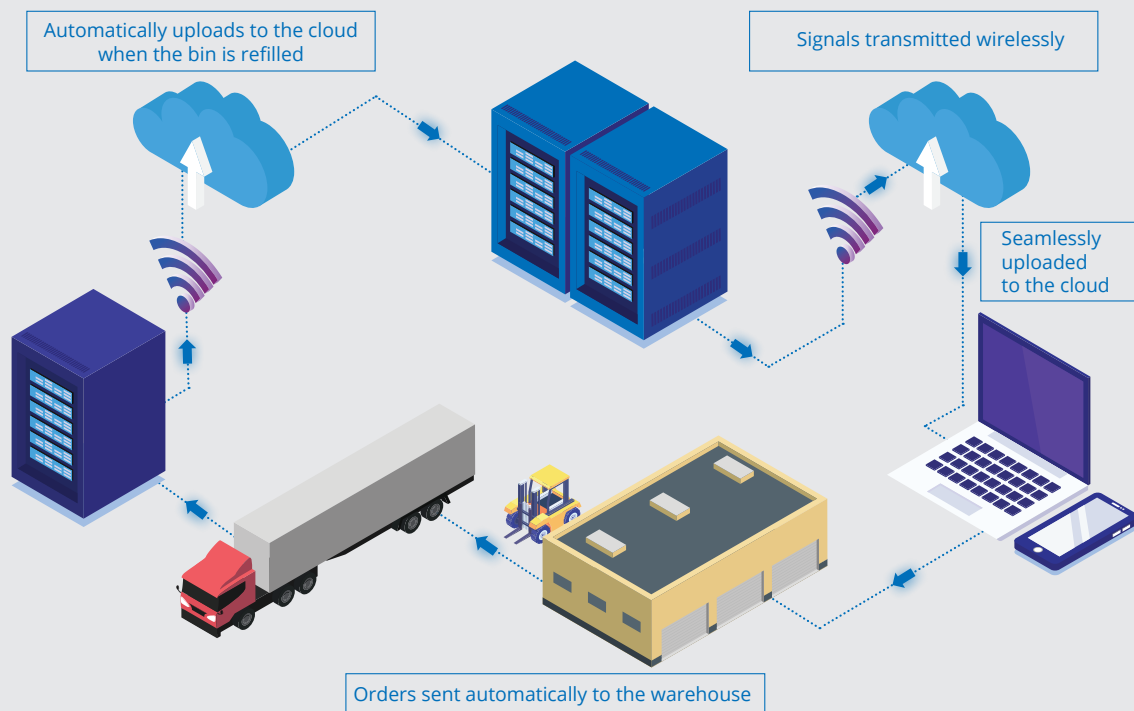 Automatically uploads to the cloud
when the bin is refilled
Signals transmitted wirelessly
Seamlessly
uploaded
to the cloud
Orders sent automatically to the warehouse